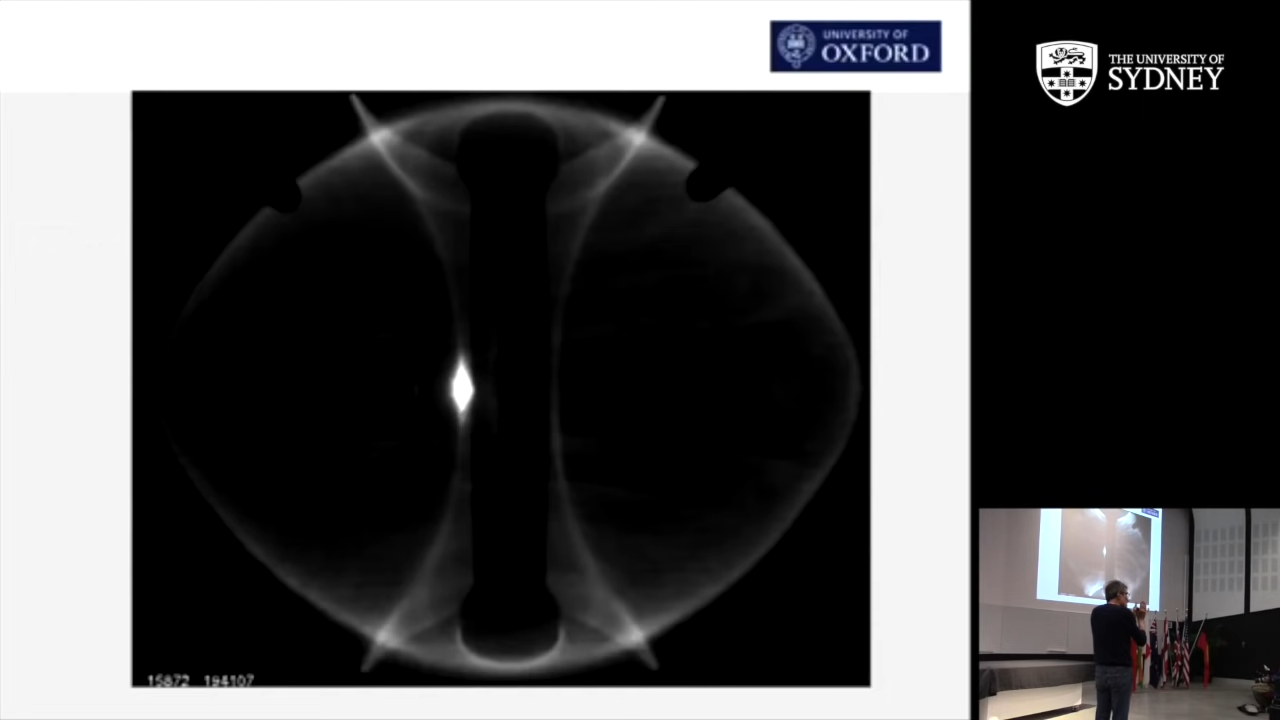 UNIVERSITY OF
OXFORD
THE UNIVERSITY OF
SYDNEY
15872 194107